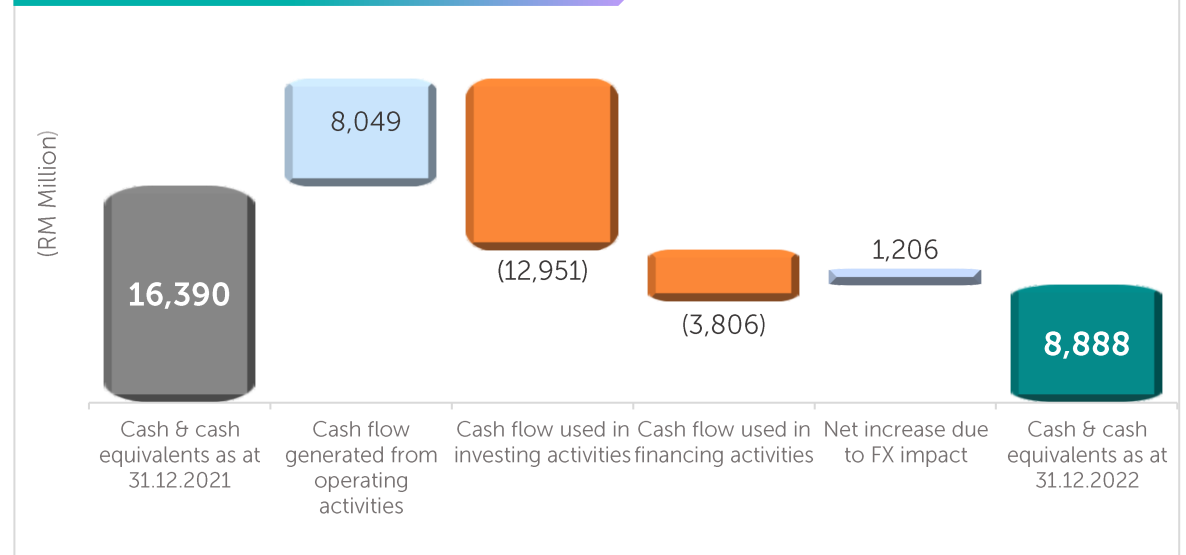 (RM Million)
8,049
1,206
(12,951)
16,390
(3,806)
8,888
Cash & cash
equivalents as at
31.12.2021
Cash flow
generated from
operating
activities
Cash flow used in
investing activities
Cash flow used in
financing activities
Net increase due
to FX impact
Cash & cash
equivalents as at
31.12.2022